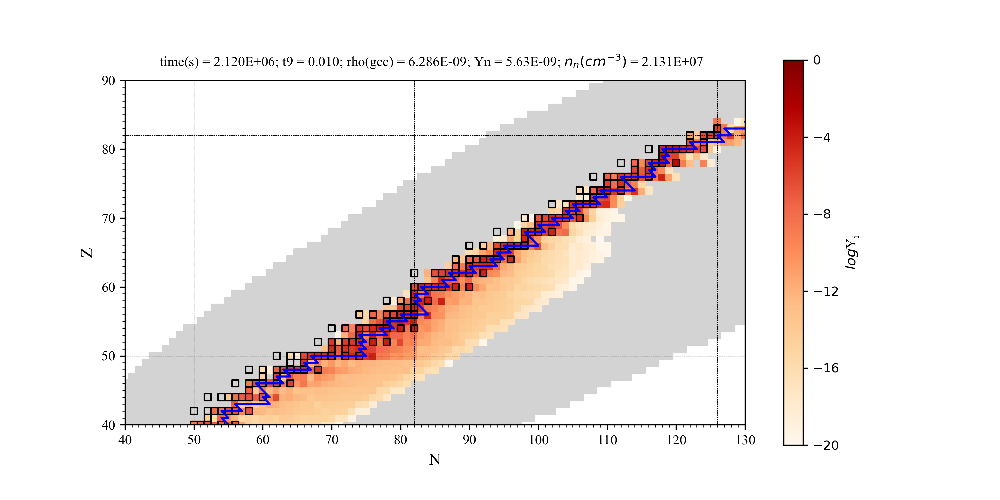 time(s) = 2.120E+06; t9 = 0.010; rho(gcc) = 6.286E-09; Yn = 5.63E-09; n_n(cm^{-3}) = 2.131E+07
90
80
70
60
50
40
Z
40 50 60 70 80 90 100 110 120 130
N
0
−4
−8
−12
−16
−20
logY_i